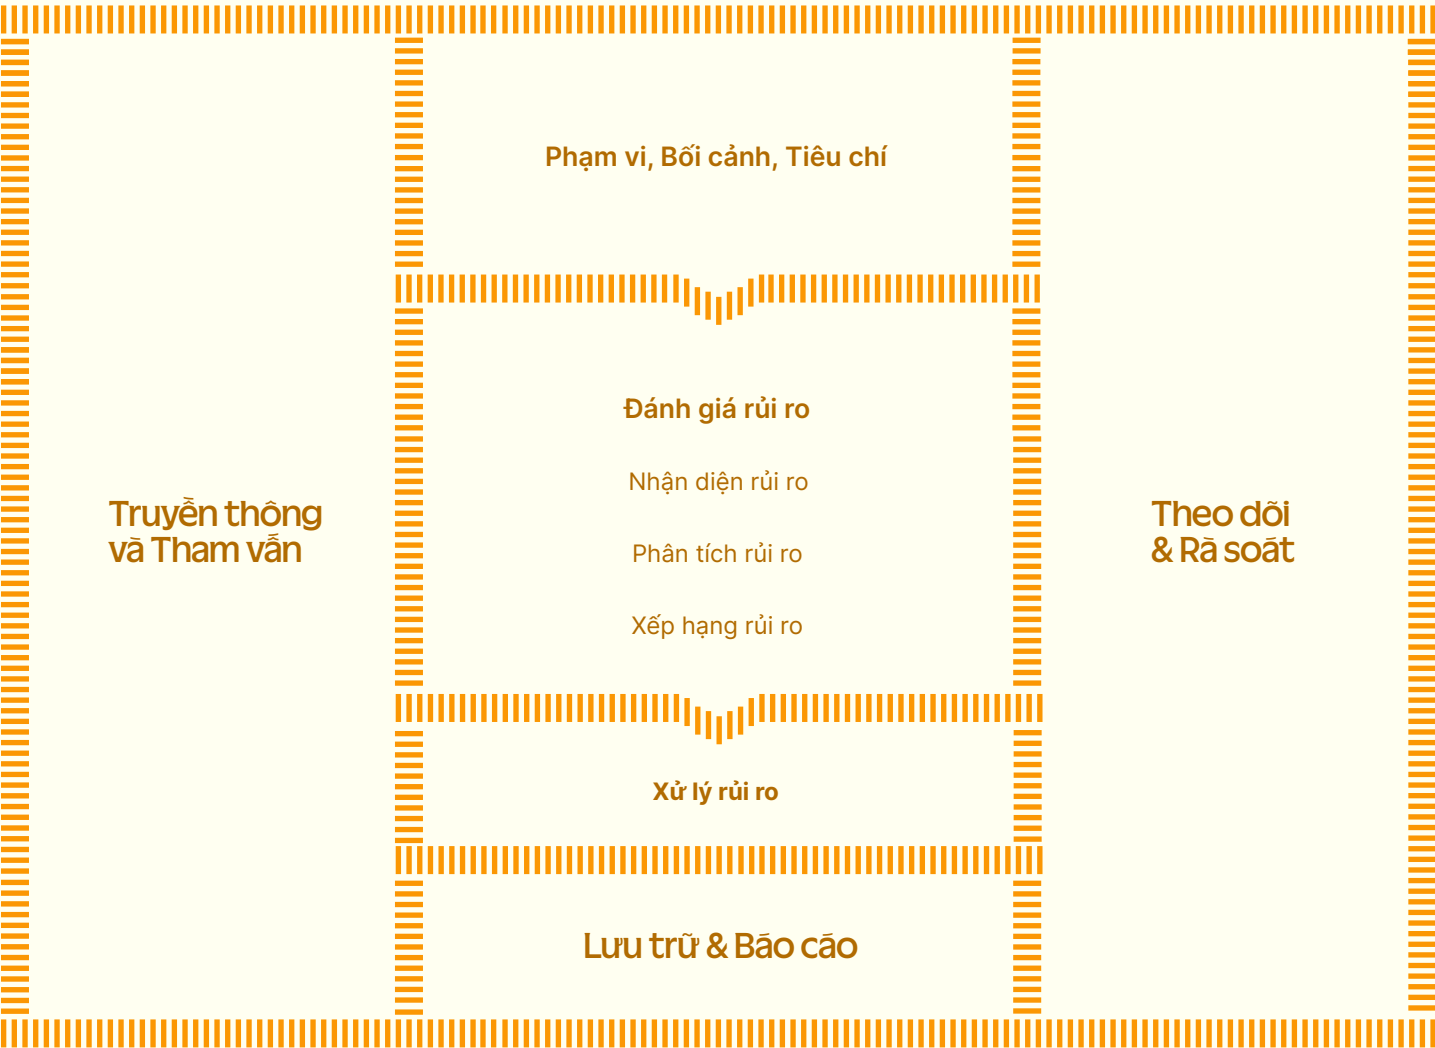 Phạm vi, Bối cảnh, Tiêu chí
Đánh giá rủi ro
Nhận diện rủi ro
Phân tích rủi ro
Xếp hạng rủi ro
Xử lý rủi ro
Lưu trữ & Báo cáo
Truyền thông
và Tham vấn
Theo dõi
& Rà soát